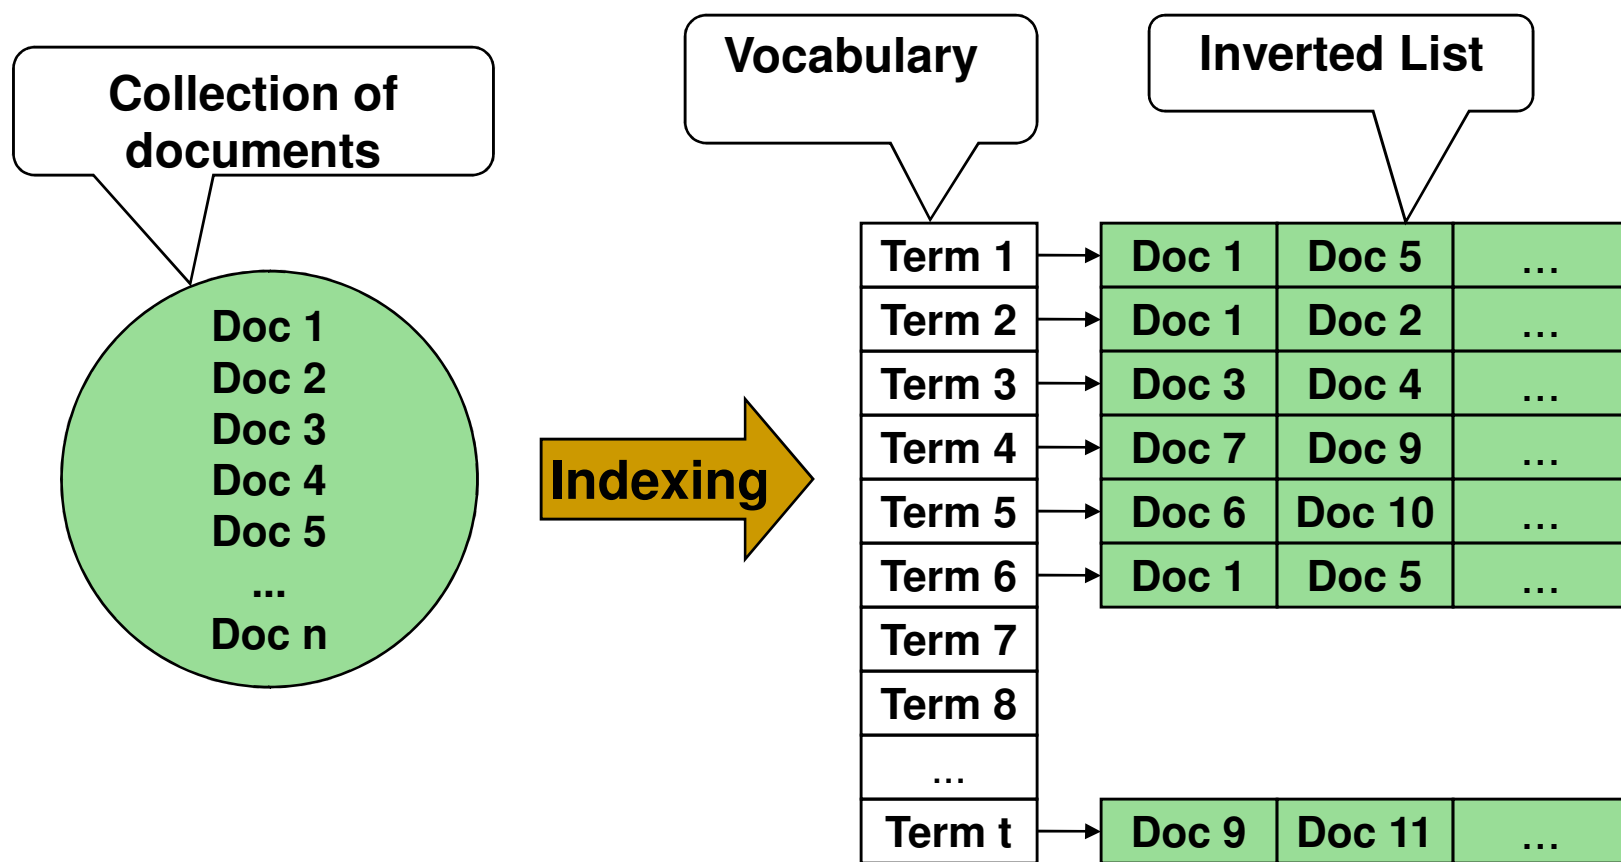 Collection of
documents
Vocabulary
Inverted List
Doc 1
Doc 2
Doc 3
Doc 4
Doc 5
...
Doc n
Indexing
Term 1 Doc 1 Doc 5 ...
Term 2 Doc 1 Doc 2 ...
Term 3 Doc 3 Doc 4 ...
Term 4 Doc 7 Doc 9 ...
Term 5 Doc 6 Doc 10 ...
Term 6 Doc 1 Doc 5 ...
Term 7
Term 8
...
Term t Doc 9 Doc 11 ...